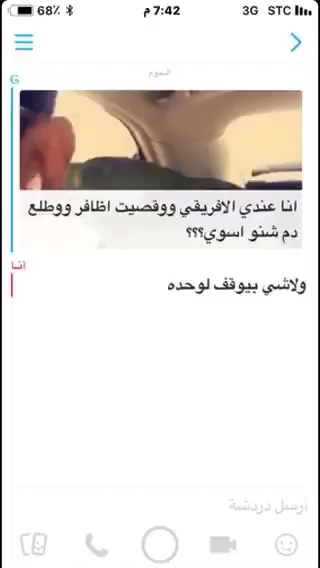 68٪ 7:42 م 3G STC
اليوم
G
انا عندي الافريقي ووقصيت اظافر ووطلع
دم شنو اسوي؟؟؟
أنا
ولاشي بيوقف لوحده
أرسل دردشة